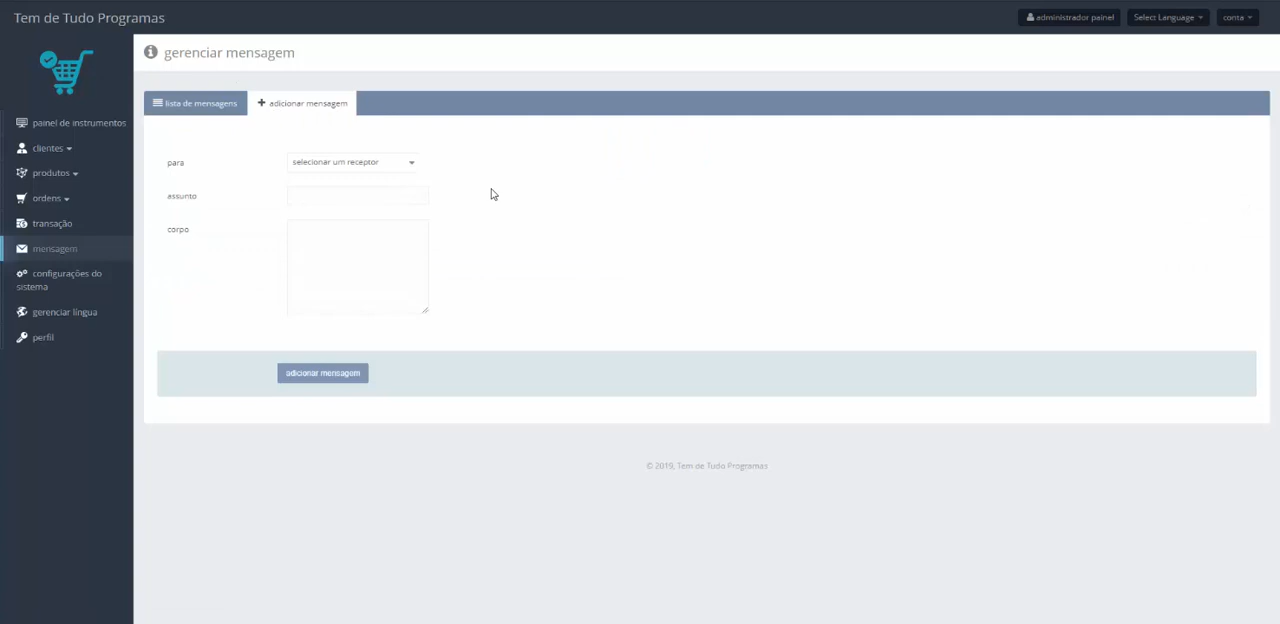 Tem de Tudo Programas
administrador painel
Select Language
conta
gerenciar mensagem
lista de mensagens
adicionar mensagem
painel de instrumentos
clientes
produtos
ordens
transação
mensagem
configurações do
sistema
gerenciar língua
perfil
para
selecionar um receptor
assunto
corpo
adicionar mensagem
© 2019, Tem de Tudo Programas